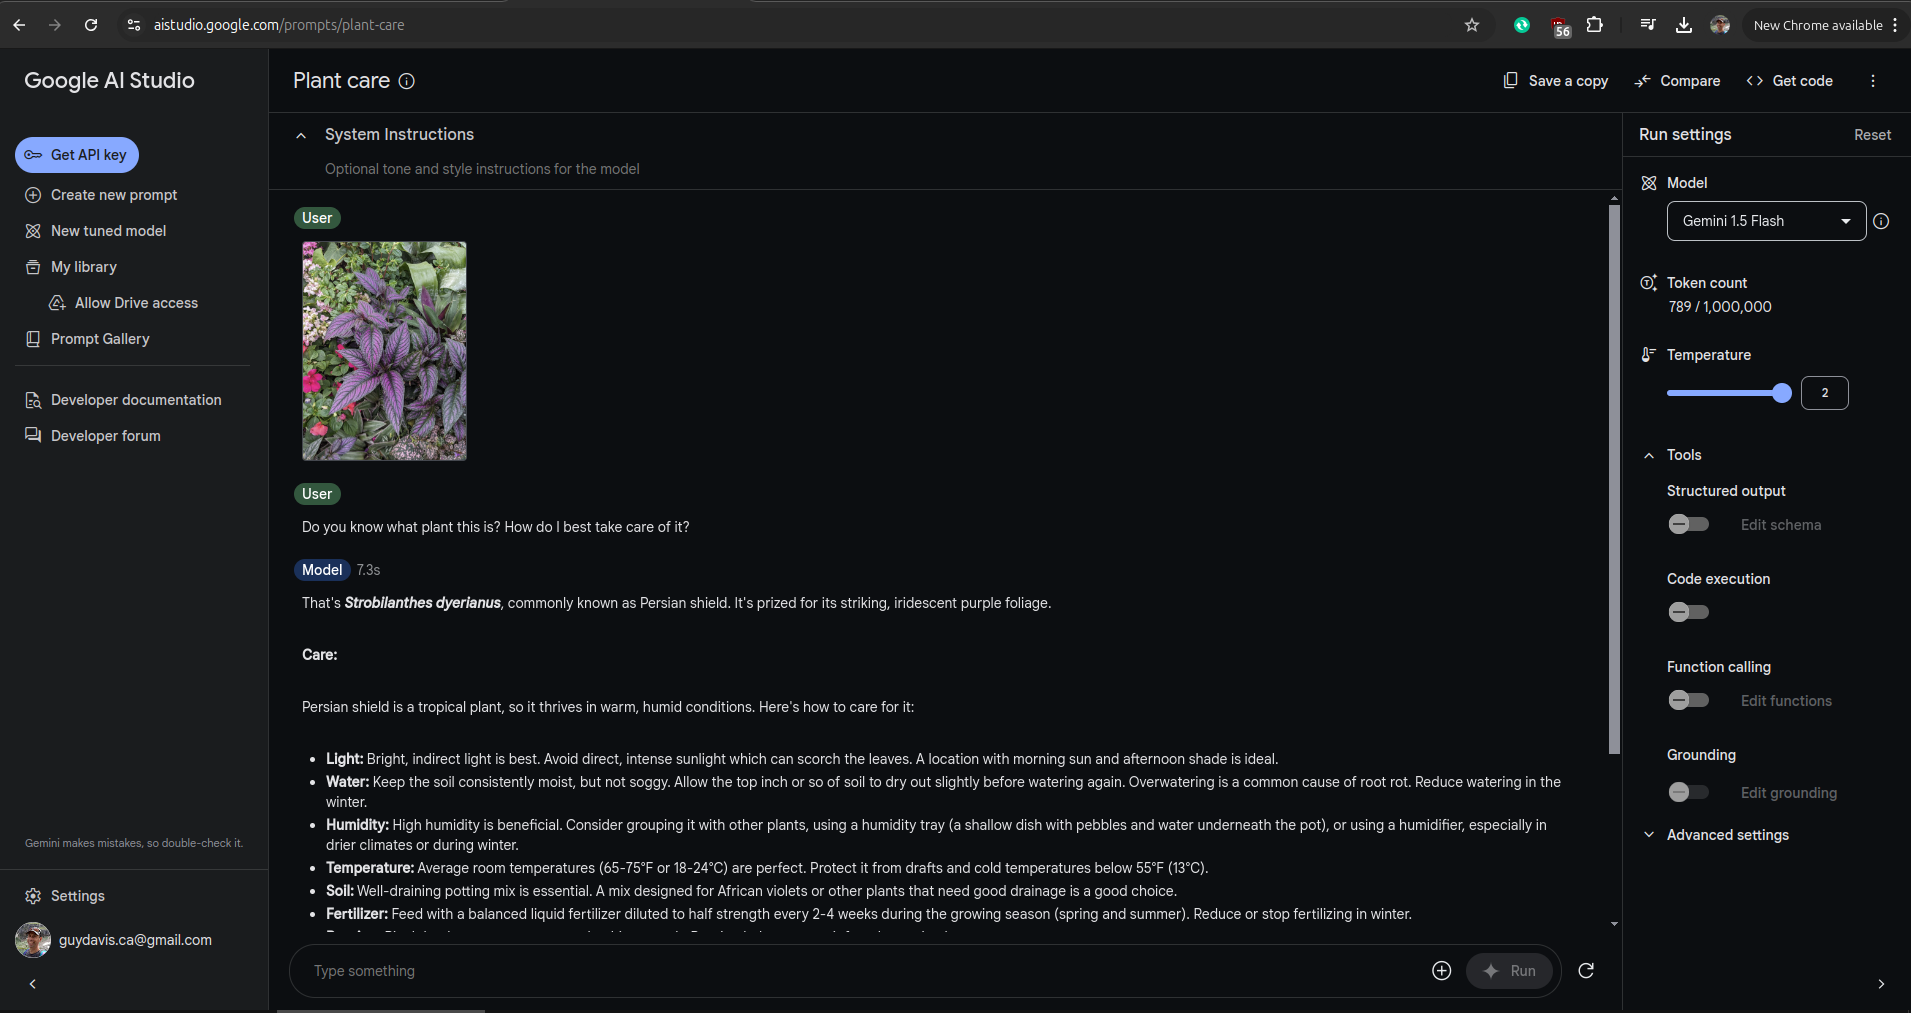 aistudio.google.com/prompts/plant-care
56
New Chrome available
Google AI Studio
Get API key
Create new prompt
New tuned model
My library
Allow Drive access
Prompt Gallery
Developer documentation
Developer forum
Gemini makes mistakes, so double-check it.
Settings
guydavis.ca@gmail.com
Plant care
Save a copy
Compare
Get code
System Instructions
Optional tone and style instructions for the model
User
User
Do you know what plant this is? How do I best take care of it?
Model 7.3s
That's Strobilanthes dyerianus, commonly known as Persian shield. It's prized for its striking, iridescent purple foliage.
Care:
Persian shield is a tropical plant, so it thrives in warm, humid conditions. Here's how to care for it:
• Light: Bright, indirect light is best. Avoid direct, intense sunlight which can scorch the leaves. A location with morning sun and afternoon shade is ideal.
• Water: Keep the soil consistently moist, but not soggy. Allow the top inch or so of soil to dry out slightly before watering again. Overwatering is a common cause of root rot. Reduce watering in the
winter.
• Humidity: High humidity is beneficial. Consider grouping it with other plants, using a humidity tray (a shallow dish with pebbles and water underneath the pot), or using a humidifier, especially in
drier climates or during winter.
• Temperature: Average room temperatures (65-75°F or 18-24°C) are perfect. Protect it from drafts and cold temperatures below 55°F (13°C).
• Soil: Well-draining potting mix is essential. A mix designed for African violets or other plants that need good drainage is a good choice.
• Fertilizer: Feed with a balanced liquid fertilizer diluted to half strength every 2-4 weeks during the growing season (spring and summer). Reduce or stop fertilizing in winter.
Type something
Run
Run settings
Reset
Model
Gemini 1.5 Flash
Token count
789 / 1,000,000
Temperature
2
Tools
Structured output
Edit schema
Code execution
Function calling
Edit functions
Grounding
Edit grounding
Advanced settings